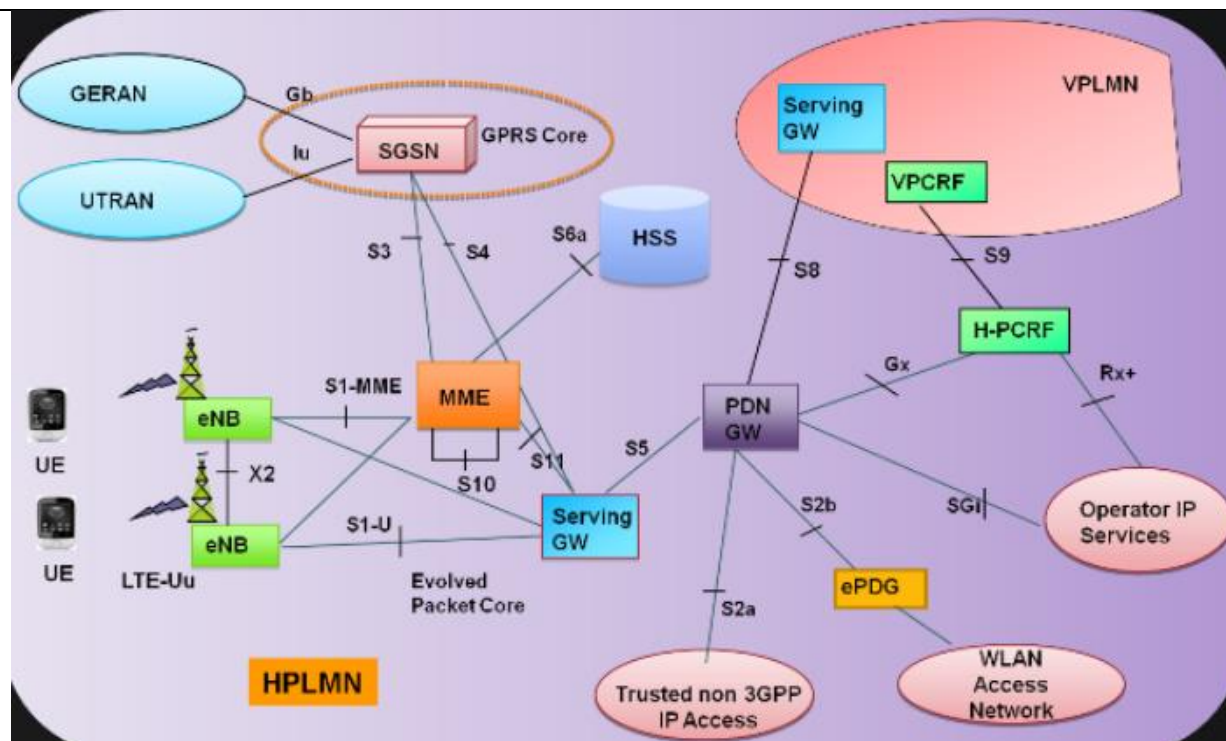 GERAN
Gb
SGSN
GPRS Core
Iu
UTRAN
Serving
GW
VPLMN
VPCRF
S3
S4
S6a
HSS
S8
S9
H-PCRF
Gx
Rx+
S1-MME
MME
eNB
UE
X2
S10
S11
S5
PDN
GW
S1-U
Serving
GW
eNB
UE
LTE-Uu
Evolved
Packet Core
S2b
SGi
Operator IP
Services
ePDG
S2a
HPLMN
Trusted non 3GPP
IP Access
WLAN
Access
Network